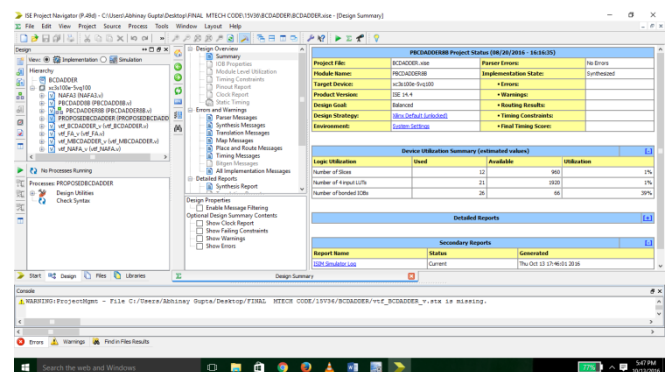 ISE Project Navigator (P.49d) - C:\Users\Abhinay Gupta\Desktop\FINAL MTECH CODE\15V36\BCDADDER\BCDADDER.xise - [Design Summary]
File Edit View Project Source Process Tools Window Layout Help
Design
View: Implementation Simulation
Hierarchy
BCDADDER
xc3s100e-5vq100
NAFA3 (NAFA3.v)
PBCDADDER8 (PBCDADDER8.v)
PBCDADDER8B (PBCDADDER8B.v)
PROPOSEDBCDADDER (PROPOSEDBCDADD
vtf_BCDADDER_v (vtf_BCDADDER.v)
vtf_FA_v (vtf_FA.v)
vtf_MBCDADDER_v (vtf_MBCDADDER.v)
vtf_NAFA_v (vtf_NAFA.v)
No Processes Running
Processes: PROPOSEDBCDADDER
Design Utilities
Check Syntax
Start Design Files Libraries
Design Overview
Summary
IOB Properties
Module Level Utilization
Timing Constraints
Pinout Report
Clock Report
Static Timing
Errors and Warnings
Parser Messages
Synthesis Messages
Translation Messages
Map Messages
Place and Route Messages
Timing Messages
Bitgen Messages
All Implementation Messages
Detailed Reports
Synthesis Report
Design Properties
Enable Message Filtering
Optional Design Summary Contents
Show Clock Report
Show Failing Constraints
Show Warnings
Show Errors
PBCDADDER8B Project Status (08/20/2016 - 16:16:35)
Project File: BCDADDER.xise Parser Errors: No Errors
Module Name: PBCDADDER8B Implementation State: Synthesized
Target Device: xc3s100e-5vq100 • Errors:
Product Version: ISE 14.4 • Warnings:
Design Goal: Balanced • Routing Results:
Design Strategy: Xilinx Default (unlocked) • Timing Constraints:
Environment: System Settings • Final Timing Score:
Device Utilization Summary (estimated values) [-]
Logic Utilization Used Available Utilization
Number of Slices 12 960 1%
Number of 4 input LUTs 21 1920 1%
Number of bonded IOBs 26 66 39%
Detailed Reports [+]
Secondary Reports [-]
Report Name Status Generated
ISIM Simulator Log Current Thu Oct 13 17:46:01 2016
Design Summary
Console
WARNING:ProjectMgmt - File C:/Users/Abhinay Gupta/Desktop/FINAL MTECH CODE/15V36/BCDADDER/vtf_BCDADDER_v.stx is missing.
Errors Warnings Find in Files Results
Search the web and Windows
77%
5:47 PM
10/13/2016